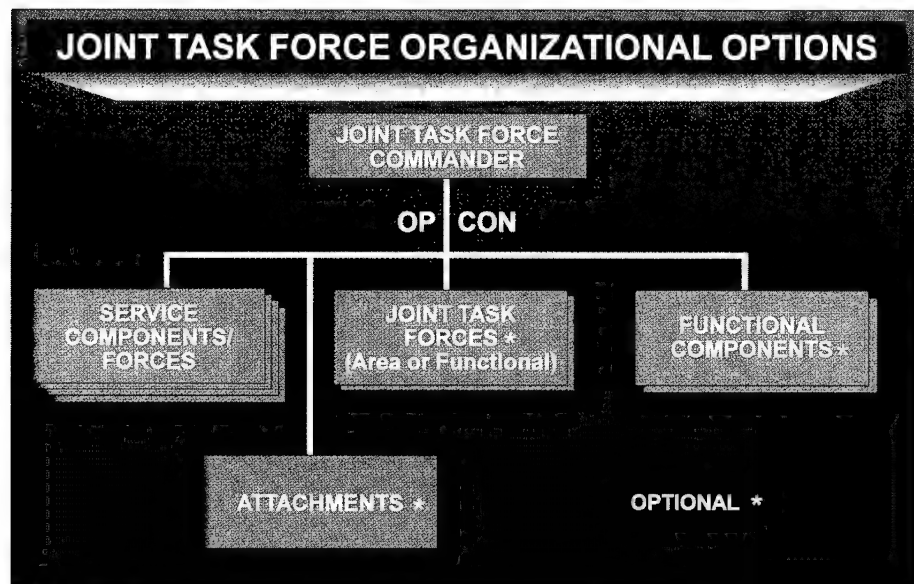 JOINT TASK FORCE ORGANIZATIONAL OPTIONS
JOINT TASK FORCE
COMMANDER
OP CON
SERVICE
COMPONENTS/
FORCES
JOINT TASK
FORCES *
(Area or Functional)
FUNCTIONAL
COMPONENTS *
ATTACHMENTS *
OPTIONAL *